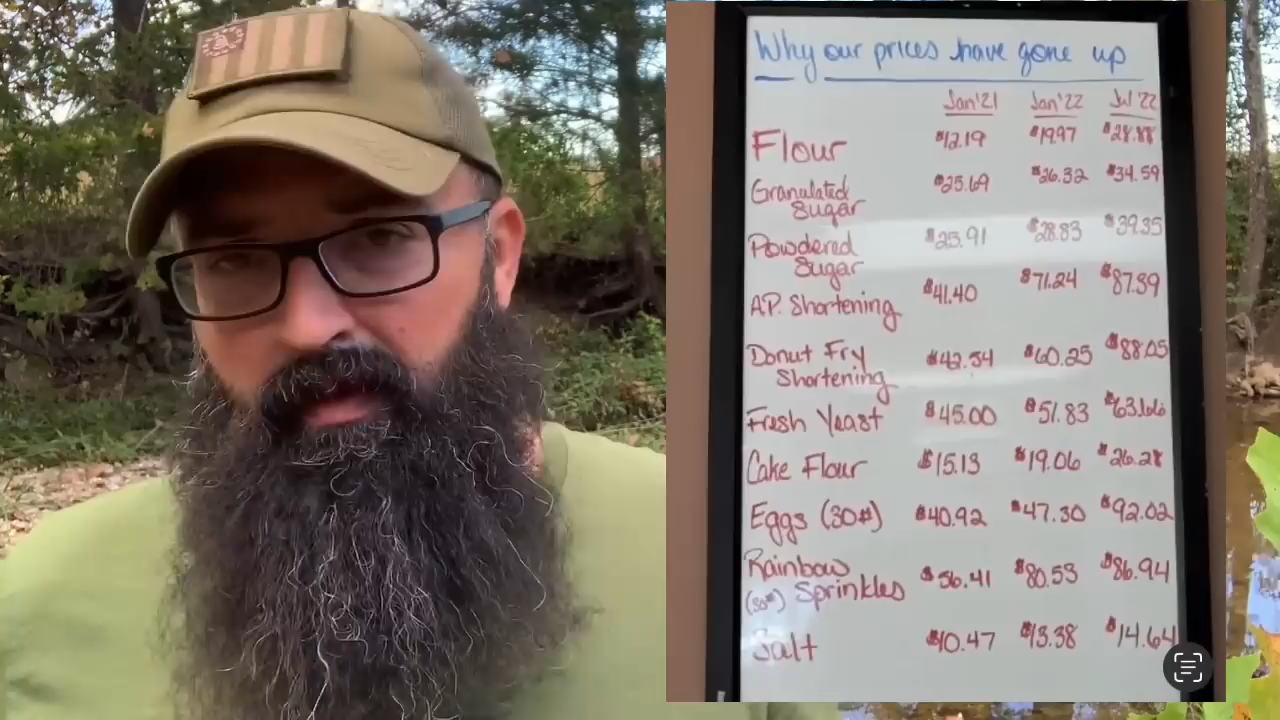 Why our prices have gone up
Jan'21 Jan'22 Jul'22
Flour $12.19 $19.97 $28.88
Granulated $25.69 $26.32 $34.59
Sugar
Powdered $25.91 $28.83 $39.35
Sugar
A.P. Shortening $41.40 $71.24 $87.59
Donut Fry $42.34 $60.25 $88.05
Shortening
Fresh Yeast $45.00 $51.83 $63.66
Cake Flour $15.13 $19.06 $26.28
Eggs (30#) $40.92 $47.30 $92.02
Rainbow $56.41 $80.53 $86.94
Sprinkles
Salt $10.47 $13.38 $14.64